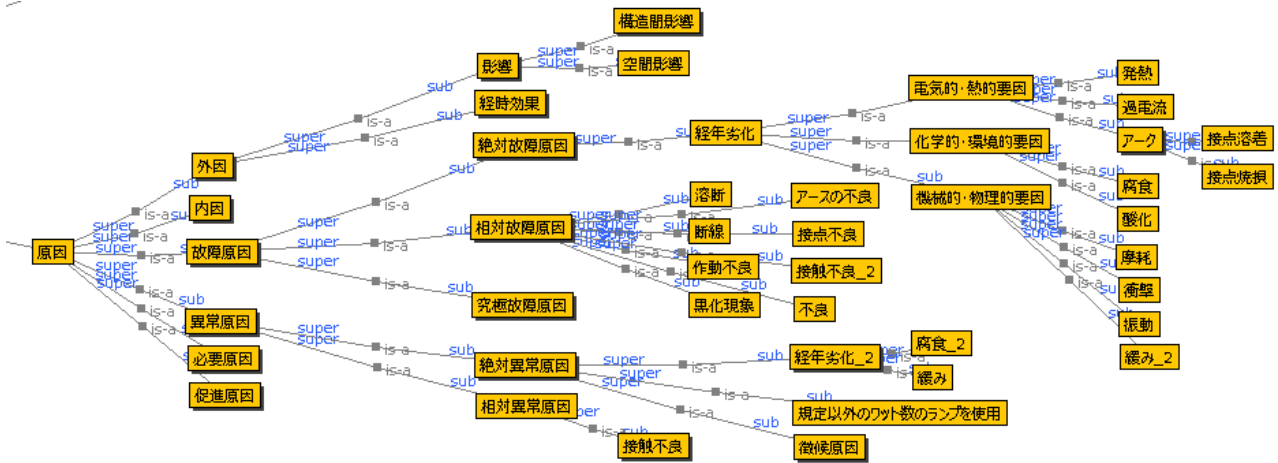 原因
外因
影響
構造間影響
空間影響
経時効果
内因
故障原因
絶対故障原因
経年劣化
電気的・熱的要因
発熱
過電流
アーク
接点溶着
接点焼損
化学的・環境的要因
腐食
酸化
機械的・物理的要因
摩耗
衝撃
振動
緩み_2
相対故障原因
溶断
アースの不良
断線
接点不良
作動不良
接触不良_2
黒化現象
不良
究極故障原因
異常原因
絶対異常原因
経年劣化_2
腐食_2
緩み
規定以外のワット数のランプを使用
徴候原因
相対異常原因
接触不良
必要原因
促進原因
super
sub
is-a